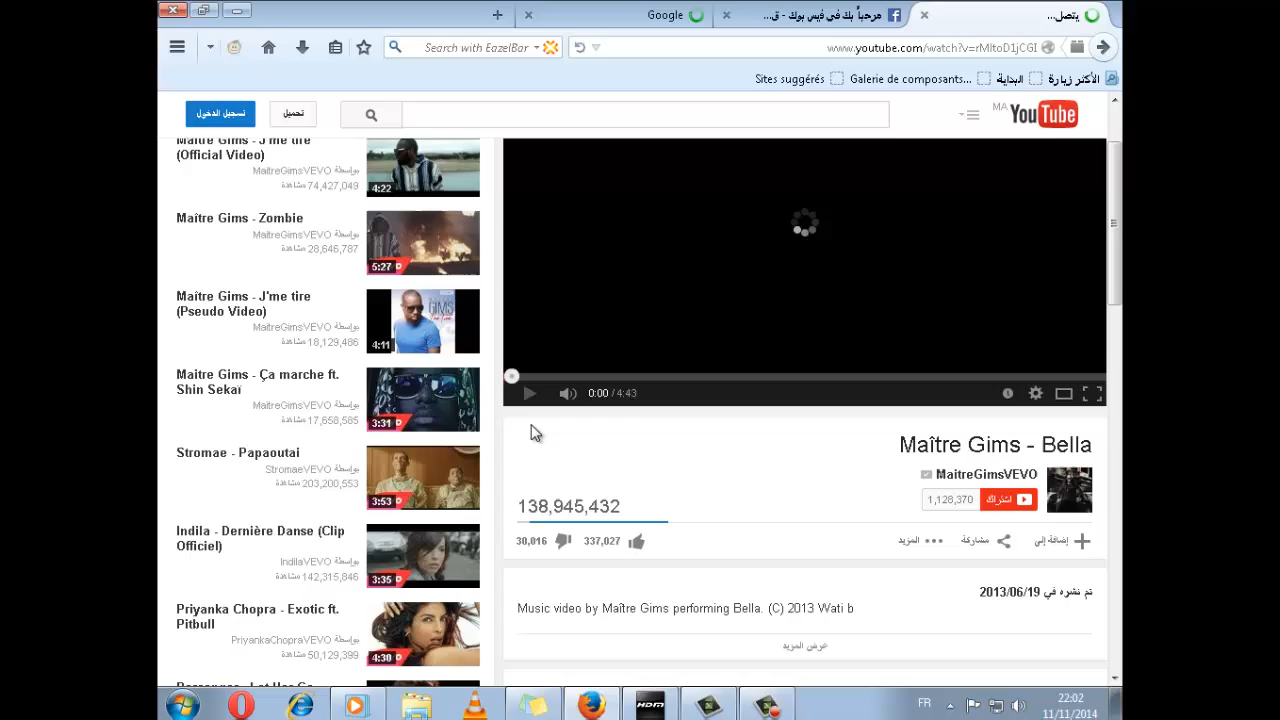 يتصل...
هرحباً بك في فيس بوك - ق...
Google
www.youtube.com/watch?v=rMltoD1jCGI
Search with EazelBar
الأكثر زيارة
البداية
Galerie de composants...
Sites suggérés
YouTube MA
تحميل
تسجيل الدخول
Maître Gims - J'me tire
(Official Video)
بواسطة MaitreGimsVEVO
74,427,049 مشاهدة
4:22
Maître Gims - Zombie
بواسطة MaitreGimsVEVO
28,646,787 مشاهدة
5:27
Maître Gims - J'me tire
(Pseudo Video)
بواسطة MaitreGimsVEVO
18,129,486 مشاهدة
GIMS
4:11
Maitre Gims - Ça marche ft.
Shin Sekaï
بواسطة MaitreGimsVEVO
17,658,585 مشاهدة
3:31
Stromae - Papaoutai
بواسطة StromaeVEVO
203,200,553 مشاهدة
3:53
Indila - Dernière Danse (Clip
Officiel)
بواسطة IndilaVEVO
142,315,846 مشاهدة
3:35
Priyanka Chopra - Exotic ft.
Pitbull
بواسطة PriyankaChopraVEVO
50,129,399 مشاهدة
4:30
0:00 / 4:43
Maître Gims - Bella
MaitreGimsVEVO
اشتراك 1,128,370
138,945,432
30,016 337,027
إضافة إلى
مشاركة
المزيد
تم نشره في 2013/06/19
Music video by Maître Gims performing Bella. (C) 2013 Wati b
عرض المزيد
HDM
FR
22:02
11/11/2014